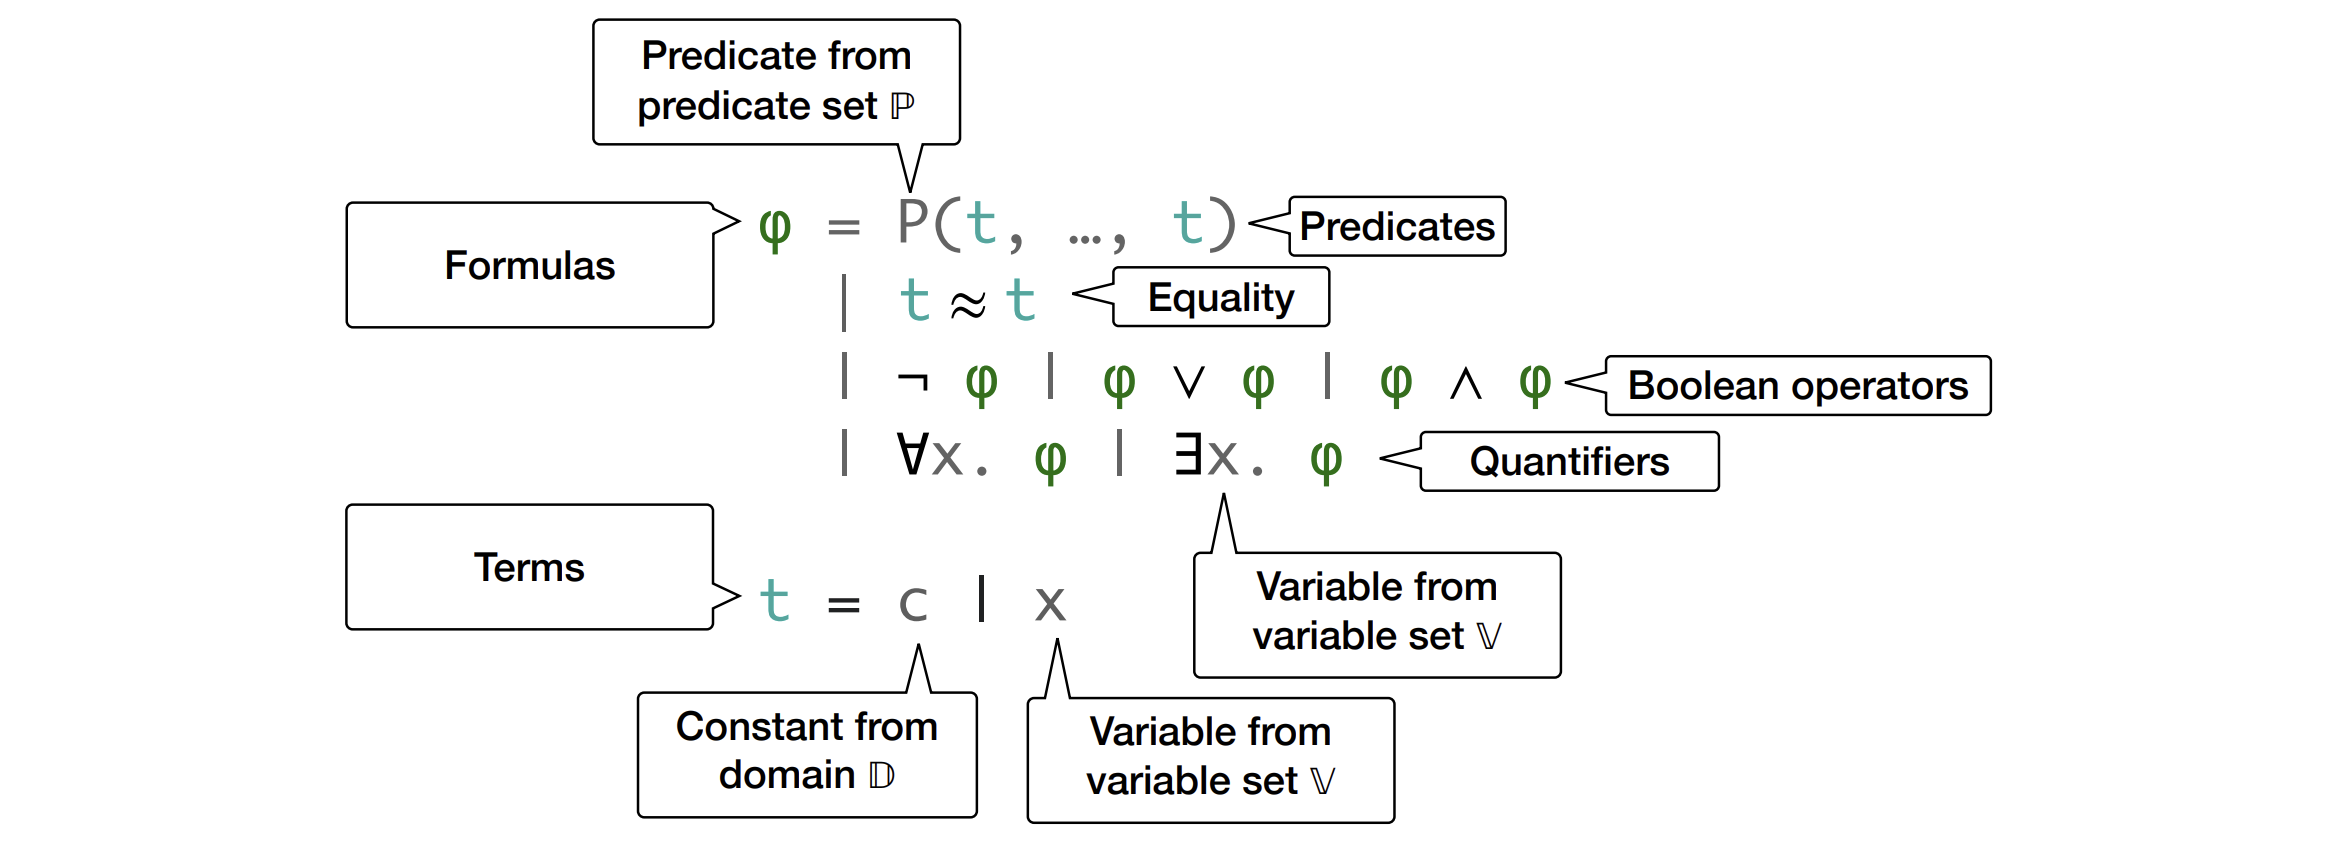 Predicate from
predicate set ℙ
Formulas
φ = P(t, …, t)
Predicates
| t ≈ t
Equality
| ¬ φ | φ ∨ φ | φ ∧ φ
Boolean operators
| ∀x. φ | ∃x. φ
Quantifiers
Terms
t = c | x
Variable from
variable set 𝕍
Constant from
domain 𝔻
Variable from
variable set 𝕍